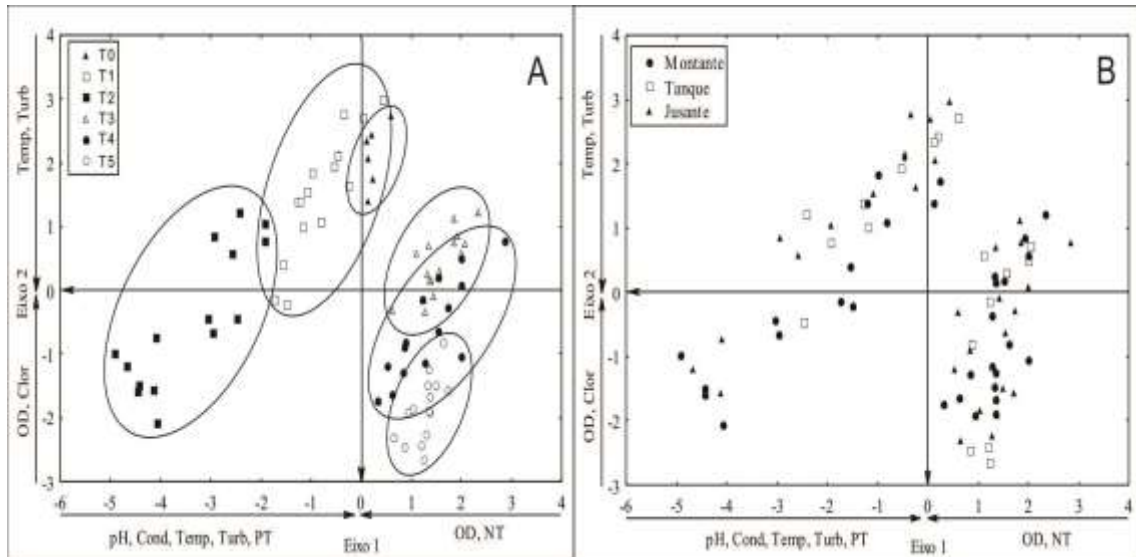 A
T0
T1
T2
T3
T4
T5
4
3
2
1
0
-1
-2
-3
Temp, Turb
Eixo 2
OD, Clor
-6 -5 -4 -3 -2 -1 0 1 2 3 4
pH, Cond, Temp, Turb, PT
Eixo 1
OD, NT
B
Montante
Tanque
Jusante
4
3
2
1
0
-1
-2
-3
Temp, Turb
Eixo 2
OD, Clor
-6 -5 -4 -3 -2 -1 0 1 2 3 4
pH, Cond, Temp, Turb, PT
Eixo 1
OD, NT